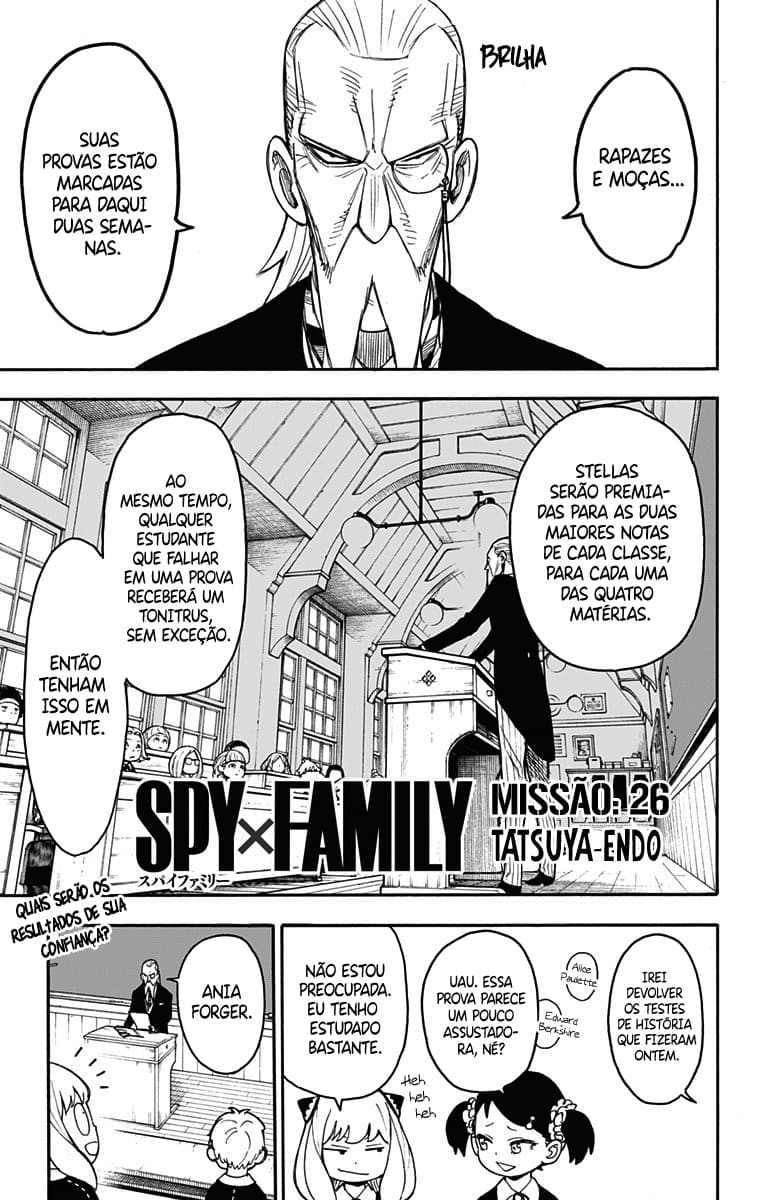 BRILHA
RAPAZES
E MOÇAS...
SUAS
PROVAS ESTÃO
MARCADAS
PARA DAQUI
DUAS SEMA-
NAS.
STELLAS
SERÃO PREMIA-
DAS PARA AS DUAS
MAIORES NOTAS
DE CADA CLASSE,
PARA CADA UMA
DAS QUATRO
MATÉRIAS.
AO
MESMO TEMPO,
QUALQUER
ESTUDANTE
QUE FALHAR
EM UMA PROVA
RECEBERÁ UM
TONITRUS,
SEM EXCEÇÃO.
ENTÃO
TENHAM
ISSO EM
MENTE.
SPY×FAMILY
スパイファミリー
MISSÃO: 26
TATSUYA ENDO
QUAIS SERÃO OS
RESULTADOS DE SUA
CONFIANÇA?
IREI
DEVOLVER
OS TESTES
DE HISTÓRIA
QUE FIZERAM
ONTEM.
Alice
Paulette
Edward
Berkshire
UAU. ESSA
PROVA PARECE
UM POUCO
ASSUSTADO-
RA, NÉ?
NÃO ESTOU
PREOCUPADA.
EU TENHO
ESTUDADO
BASTANTE.
Heh
heh
heh
ANIA
FORGER.